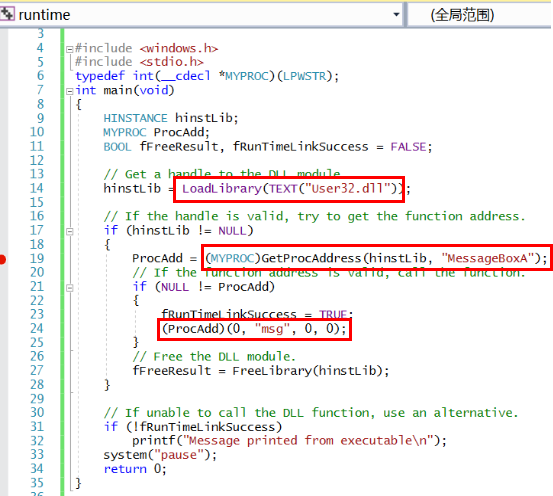 runtime (全局范围)
3
4 #include <windows.h>
5 #include <stdio.h>
6 typedef int(__cdecl *MYPROC)(LPWSTR);
7 int main(void)
8 {
9 HINSTANCE hinstLib;
10 MYPROC ProcAdd;
11 BOOL fFreeResult, fRunTimeLinkSuccess = FALSE;
12
13 // Get a handle to the DLL module
14 hinstLib = LoadLibrary(TEXT("User32.dll"));
15
16 // If the handle is valid, try to get the function address.
17 if (hinstLib != NULL)
18 {
19 ProcAdd = (MYPROC)GetProcAddress(hinstLib, "MessageBoxA");
20 // If the function address is valid, call the function.
21 if (NULL != ProcAdd)
22 {
23 fRunTimeLinkSuccess = TRUE;
24 (ProcAdd)(0, "msg", 0, 0);
25 }
26 // Free the DLL module.
27 fFreeResult = FreeLibrary(hinstLib);
28 }
29
30 // If unable to call the DLL function, use an alternative.
31 if (!fRunTimeLinkSuccess)
32 printf("Message printed from executable\n");
33 system("pause");
34 return 0;
35 }
36